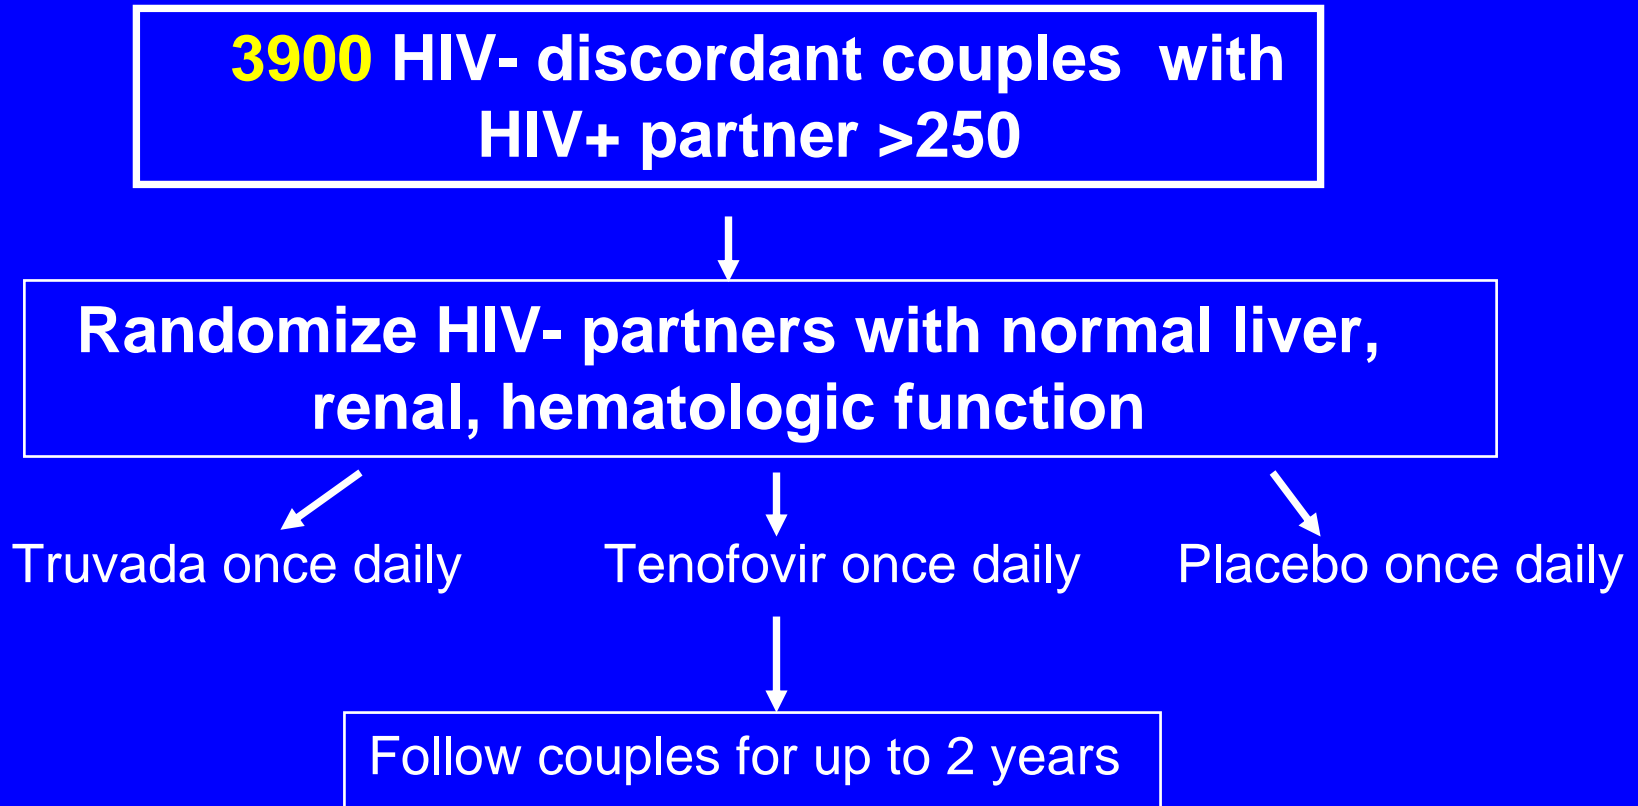 3900 HIV- discordant couples with
HIV+ partner >250
Randomize HIV- partners with normal liver,
renal, hematologic function
Truvada once daily
Tenofovir once daily
Placebo once daily
Follow couples for up to 2 years